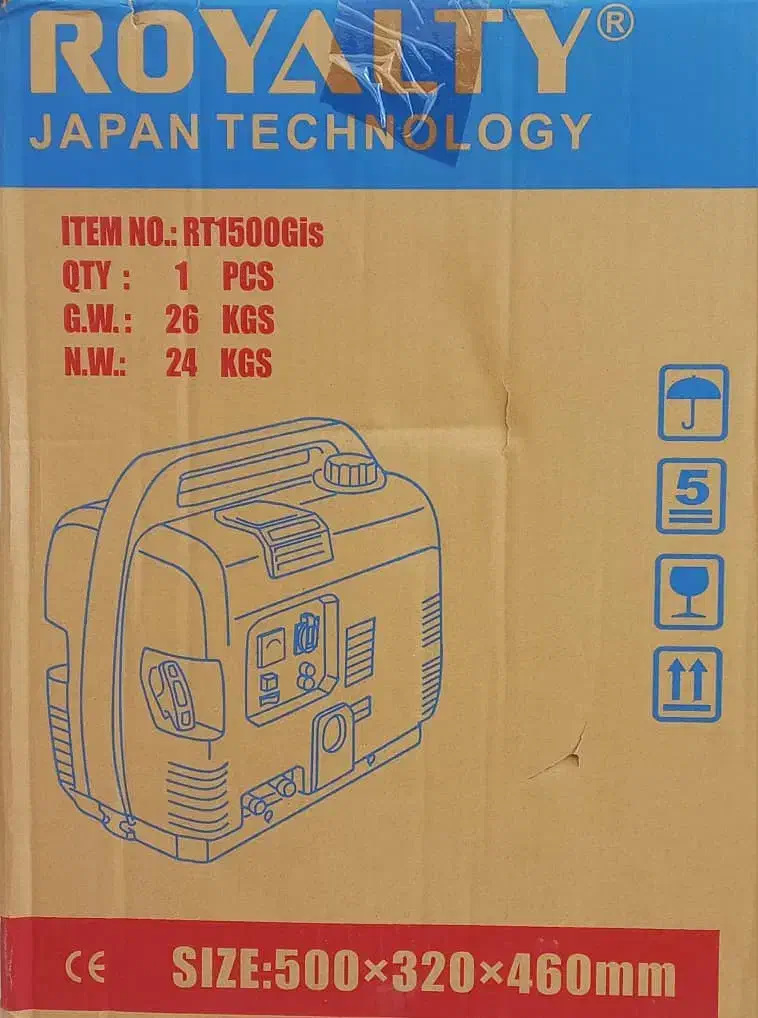 ROYALTY®
JAPAN TECHNOLOGY
ITEM NO.: RT1500Gis
QTY : 1 PCS
G.W.: 26 KGS
N.W.: 24 KGS
5
CE SIZE:500×320×460mm